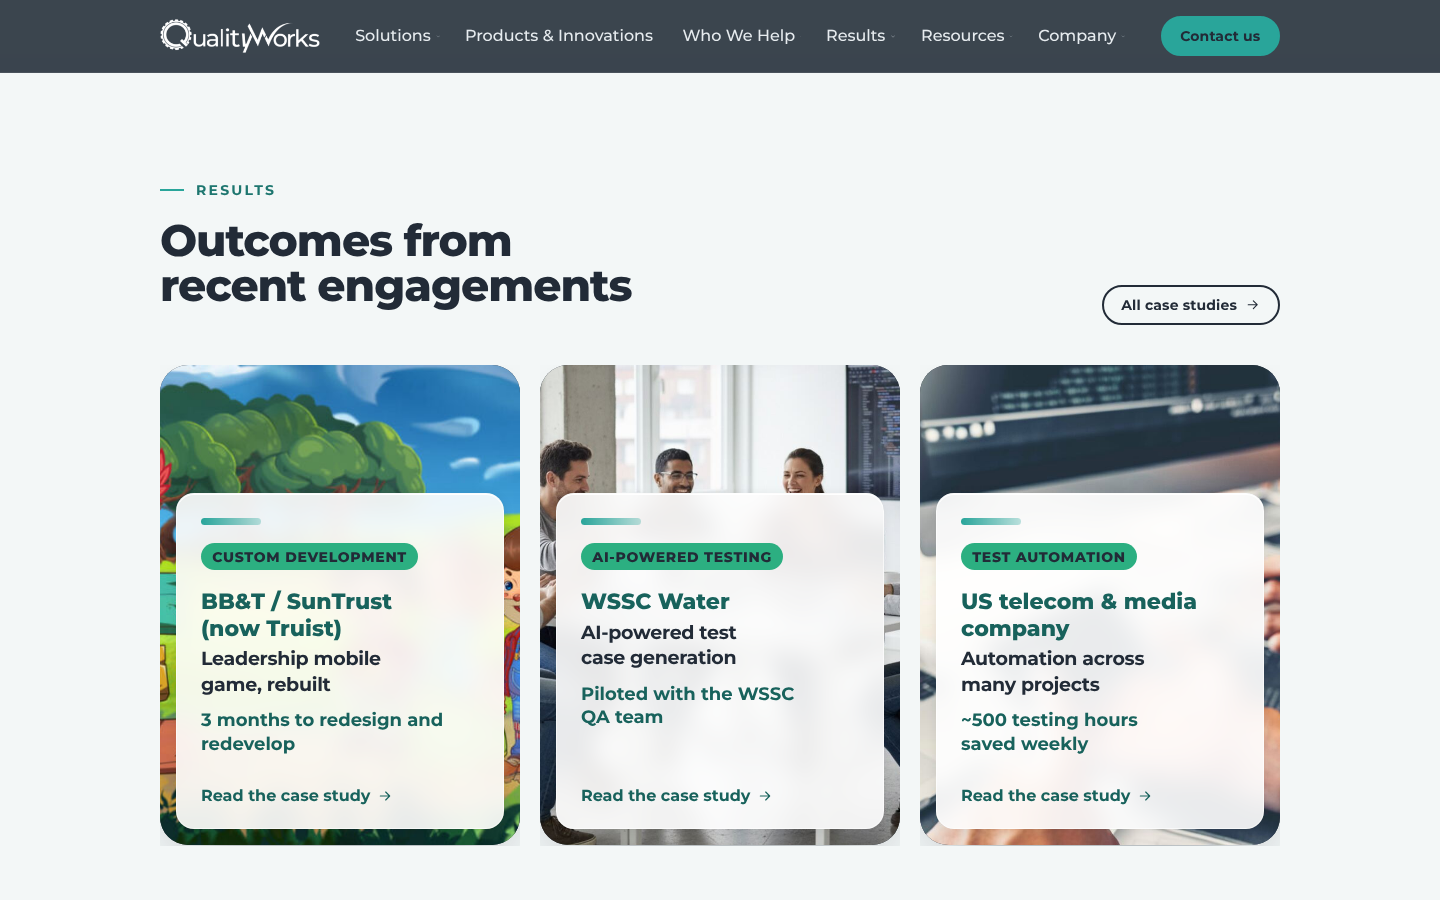 QualityWorks
Solutions
Products & Innovations
Who We Help
Results
Resources
Company
Contact us
RESULTS
Outcomes from
recent engagements
All case studies →
CUSTOM DEVELOPMENT
BB&T / SunTrust
(now Truist)
Leadership mobile
game, rebuilt
3 months to redesign and
redevelop
Read the case study →
AI-POWERED TESTING
WSSC Water
AI-powered test
case generation
Piloted with the WSSC
QA team
Read the case study →
TEST AUTOMATION
US telecom & media
company
Automation across
many projects
~500 testing hours
saved weekly
Read the case study →